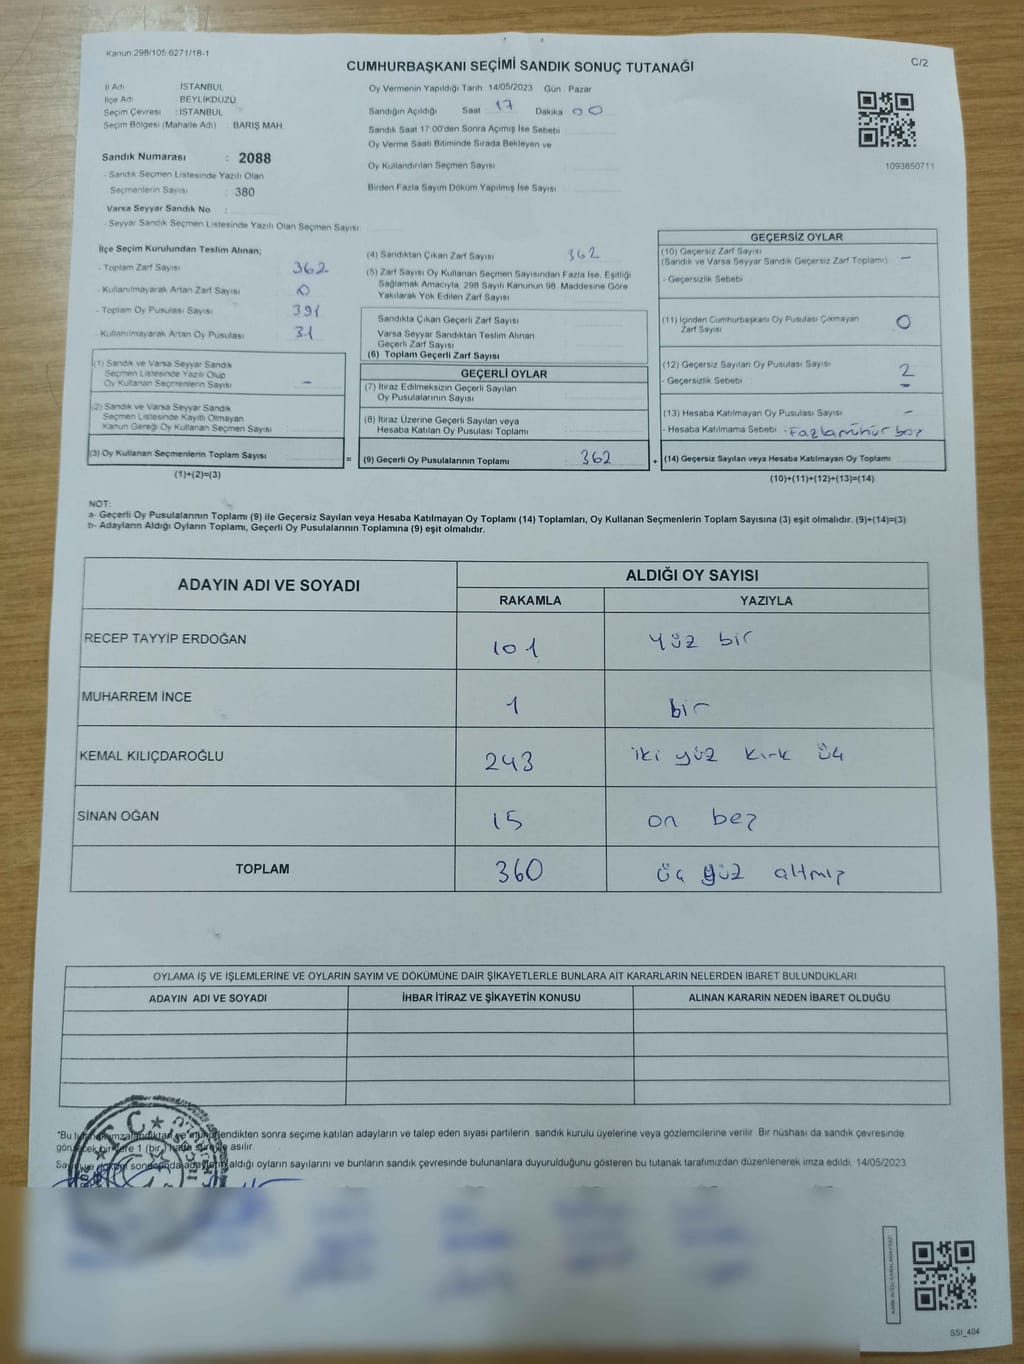 Kanun.298/105.6271/18-1
C/2
CUMHURBAŞKANI SEÇİMİ SANDIK SONUÇ TUTANAĞI
İl Adı : İSTANBUL
İlçe Adı : BEYLİKDÜZÜ
Seçim Çevresi : İSTANBUL
Seçim Bölgesi (Mahalle Adı) : BARIŞ MAH.
Sandık Numarası : 2088
- Sandık Seçmen Listesinde Yazılı Olan
Seçmenlerin Sayısı : 380
Varsa Seyyar Sandık No :
- Seyyar Sandık Seçmen Listesinde Yazılı Olan Seçmen Sayısı:
Oy Vermenin Yapıldığı Tarih: 14/05/2023 Gün : Pazar
Sandığın Açıldığı Saat 17 Dakika 00
Sandık Saat 17:00'den Sonra Açımış İse Sebebi
Oy Verme Saati Bitiminde Sırada Bekleyen ve
Oy Kullandırılan Seçmen Sayısı
Birden Fazla Sayım Döküm Yapılmış İse Sayısı
1093850711
İlçe Seçim Kurulundan Teslim Alınan;
- Toplam Zarf Sayısı 362
- Kullanılmayarak Artan Zarf Sayısı 0
- Toplam Oy Pusulası Sayısı 391
- Kullanılmayarak Artan Oy Pusulası 31
(1) Sandık ve Varsa Seyyar Sandık
Seçmen Listesinde Yazılı Olup
Oy Kullanan Seçmenlerin Sayısı –
(2) Sandık ve Varsa Seyyar Sandık
Seçmen Listesinde Kayıtlı Olmayan
Kanun Gereği Oy Kullanan Seçmen Sayısı
(3) Oy Kullanan Seçmenlerin Toplam Sayısı
(1)+(2)=(3)
(4) Sandıktan Çıkan Zarf Sayısı 362
(5) Zarf Sayısı Oy Kullanan Seçmen Sayısından Fazla İse, Eşitliği
Sağlamak Amacıyla, 298 Sayılı Kanunun 98. Maddesine Göre
Yakılarak Yok Edilen Zarf Sayısı
Sandıkta Çıkan Geçerli Zarf Sayısı
Varsa Seyyar Sandıktan Teslim Alınan
Geçerli Zarf Sayısı
(6) Toplam Geçerli Zarf Sayısı
GEÇERLİ OYLAR
(7) İtiraz Edilmeksizin Geçerli Sayılan
Oy Pusulalarının Sayısı
(8) İtiraz Üzerine Geçerli Sayılan veya
Hesaba Katılan Oy Pusulası Toplamı
= (9) Geçerli Oy Pusulalarının Toplamı 362 +
GEÇERSİZ OYLAR
(10) Geçersiz Zarf Sayısı –
(Sandık ve Varsa Seyyar Sandık Geçersiz Zarf Toplamı)
- Geçersizlik Sebebi
(11) İçinden Cumhurbaşkanı Oy Pusulası Çıkmayan
Zarf Sayısı 0
(12) Geçersiz Sayılan Oy Pusulası Sayısı 2
- Geçersizlik Sebebi –
(13) Hesaba Katılmayan Oy Pusulası Sayısı –
- Hesaba Katılmama Sebebi : Fazla mühür boş
(14) Geçersiz Sayılan veya Hesaba Katılmayan Oy Toplamı
(10)+(11)+(12)+(13)=(14)
NOT:
a- Geçerli Oy Pusulalarının Toplamı (9) ile Geçersiz Sayılan veya Hesaba Katılmayan Oy Toplamı (14) Toplamları, Oy Kullanan Seçmenlerin Toplam Sayısına (3) eşit olmalıdır. (9)+(14)=(3)
b- Adayların Aldığı Oyların Toplamı, Geçerli Oy Pusulalarının Toplamına (9) eşit olmalıdır.
ADAYIN ADI VE SOYADI
ALDIĞI OY SAYISI
RAKAMLA YAZIYLA
RECEP TAYYİP ERDOĞAN 101 yüz bir
MUHARREM İNCE 1 bir
KEMAL KILIÇDAROĞLU 243 iki yüz kırk üç
SİNAN OĞAN 15 on beş
TOPLAM 360 üç yüz altmış
OYLAMA İŞ VE İŞLEMLERİNE VE OYLARIN SAYIM VE DÖKÜMÜNE DAİR ŞİKAYETLERLE BUNLARA AİT KARARLARIN NELERDEN İBARET BULUNDUKLARI
ADAYIN ADI VE SOYADI İHBAR İTİRAZ VE ŞİKAYETİN KONUSU ALINAN KARARIN NEDEN İBARET OLDUĞU
*Bu tutanak imzalandıktan ve mühürlendikten sonra seçime katılan adayların ve talep eden siyasi partilerin sandık kurulu üyelerine veya gözlemcilerine verilir. Bir nüshası da sandık çevresinde
görülecek bir yere 1 (bir) hafta süreyle asılır.
Sayım ve döküm sonucunda adayların aldığı oyların sayılarını ve bunların sandık çevresinde bulunanlara duyurulduğunu gösteren bu tutanak tarafımızdan düzenlenerek imza edildi. 14/05/2023
SSI_404